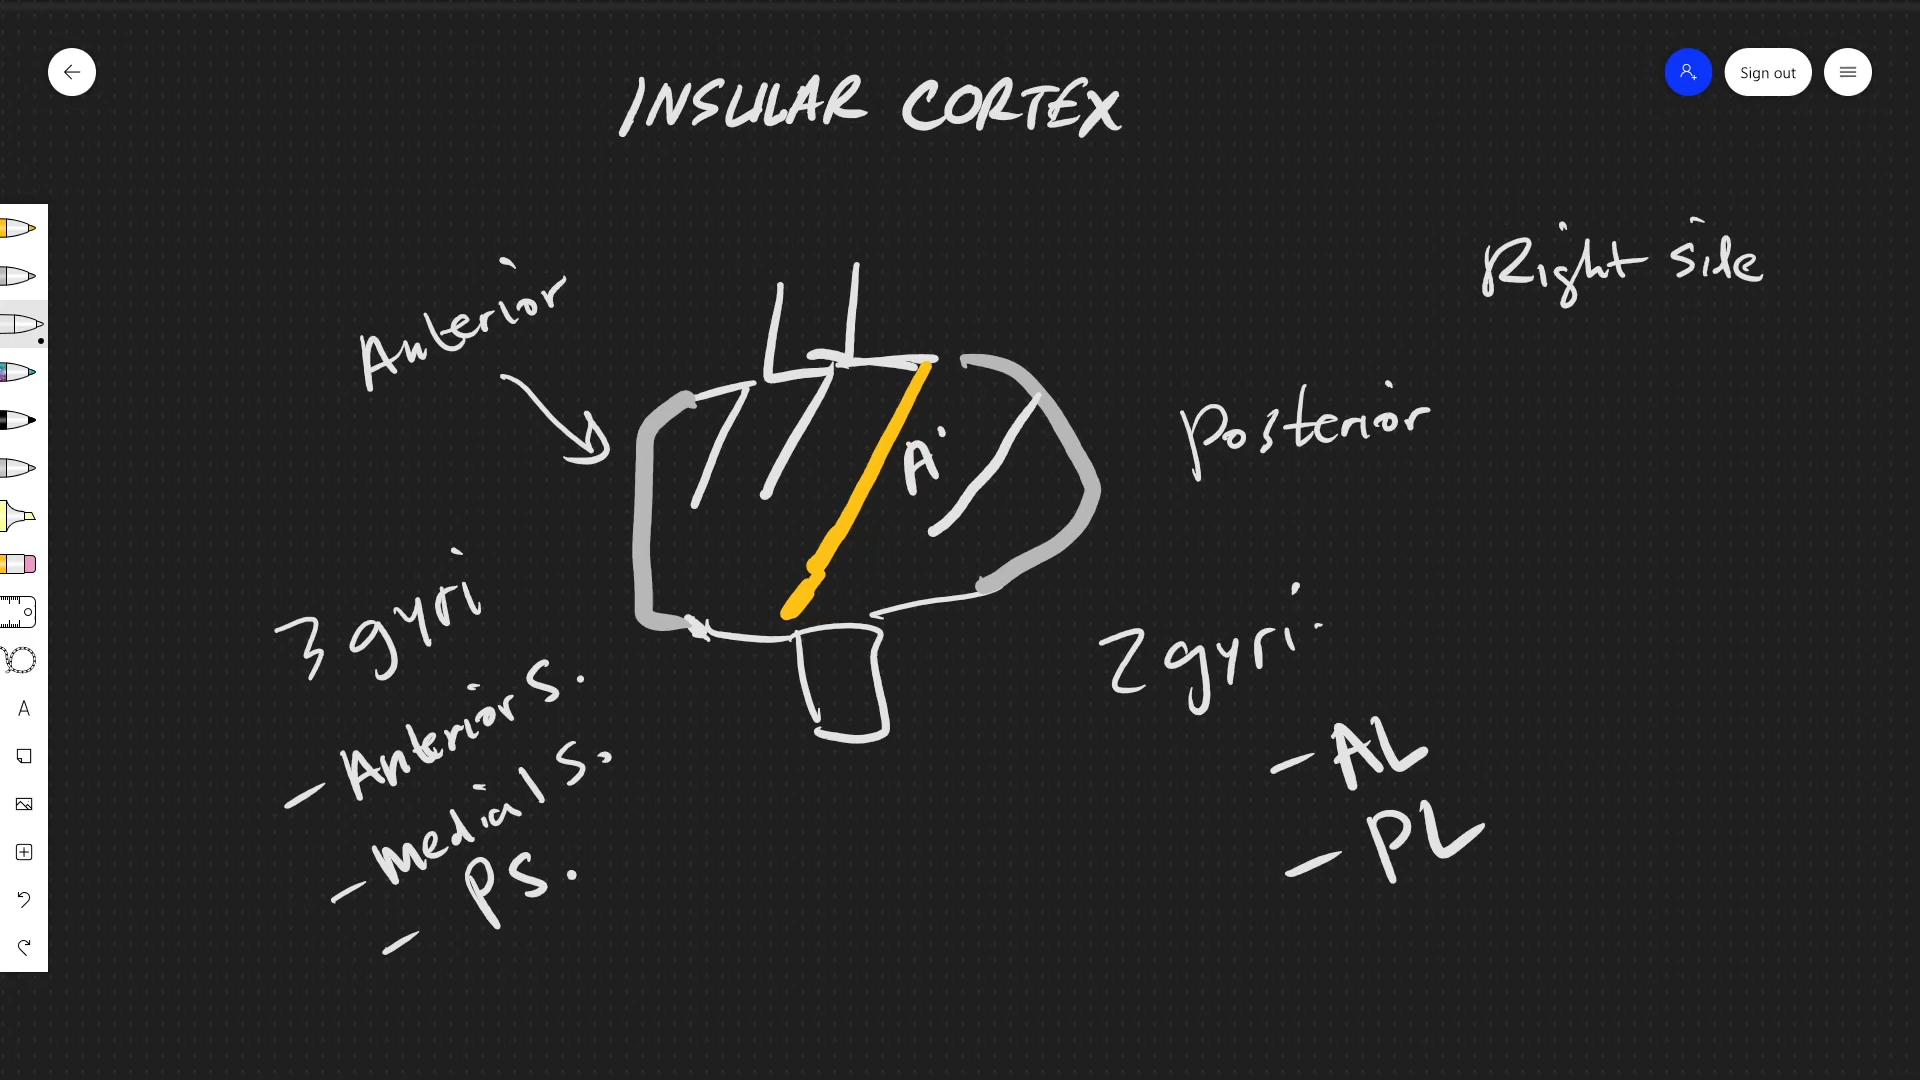 Sign out
INSULAR CORTEX
Right side
Anterior
Posterior
A
3 gyri
- Anterior S.
- medial S.
- PS.
2 gyri
- AL
- PL
A